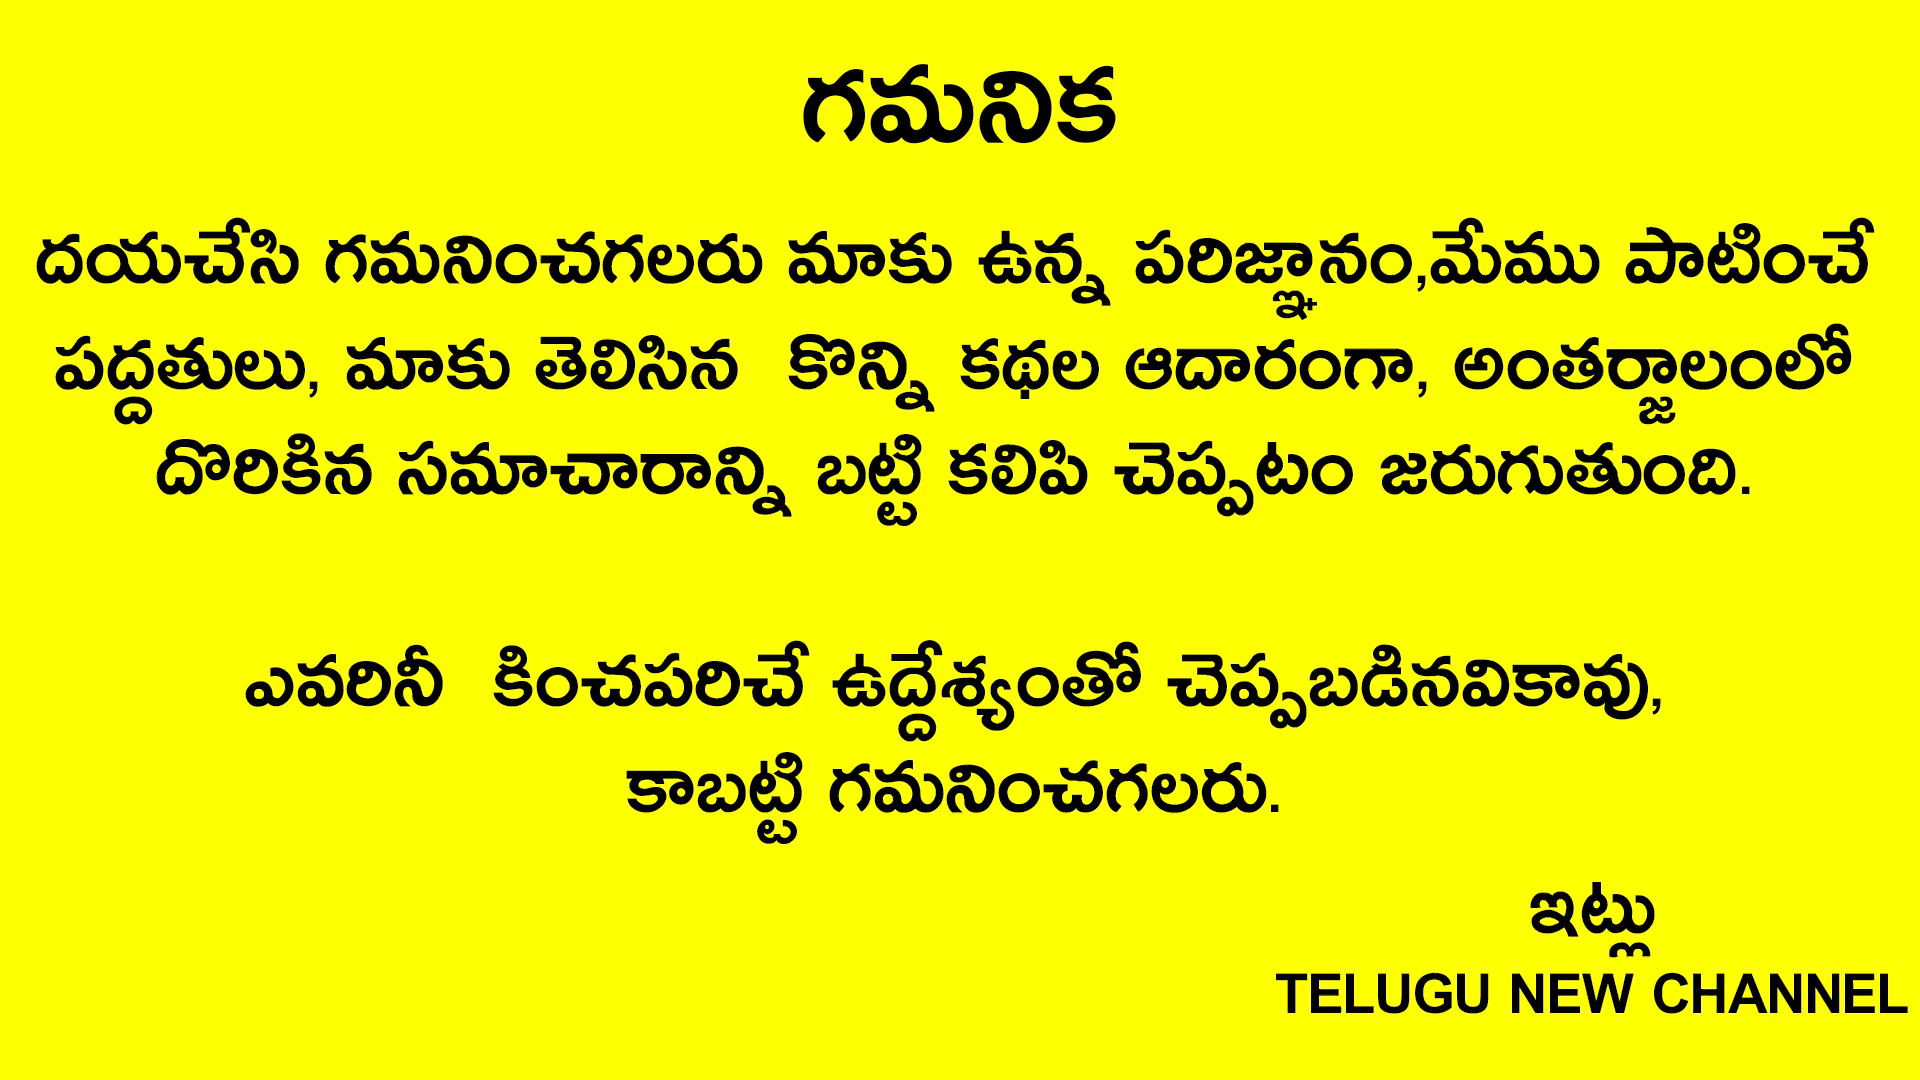 గమనిక
దయచేసి గమనించగలరు మాకు ఉన్న పరిజ్ఞానం,మేము పాటించే
పద్దతులు, మాకు తెలిసిన  కొన్ని కథల ఆదారంగా, అంతర్జాలంలో
దొరికిన సమాచారాన్ని బట్టి కలిపి చెప్పటం జరుగుతుంది.
ఎవరినీ  కించపరిచే ఉద్దేశ్యంతో చెప్పబడినవికావు,
కాబట్టి గమనించగలరు.
ఇట్లు
TELUGU NEW CHANNEL